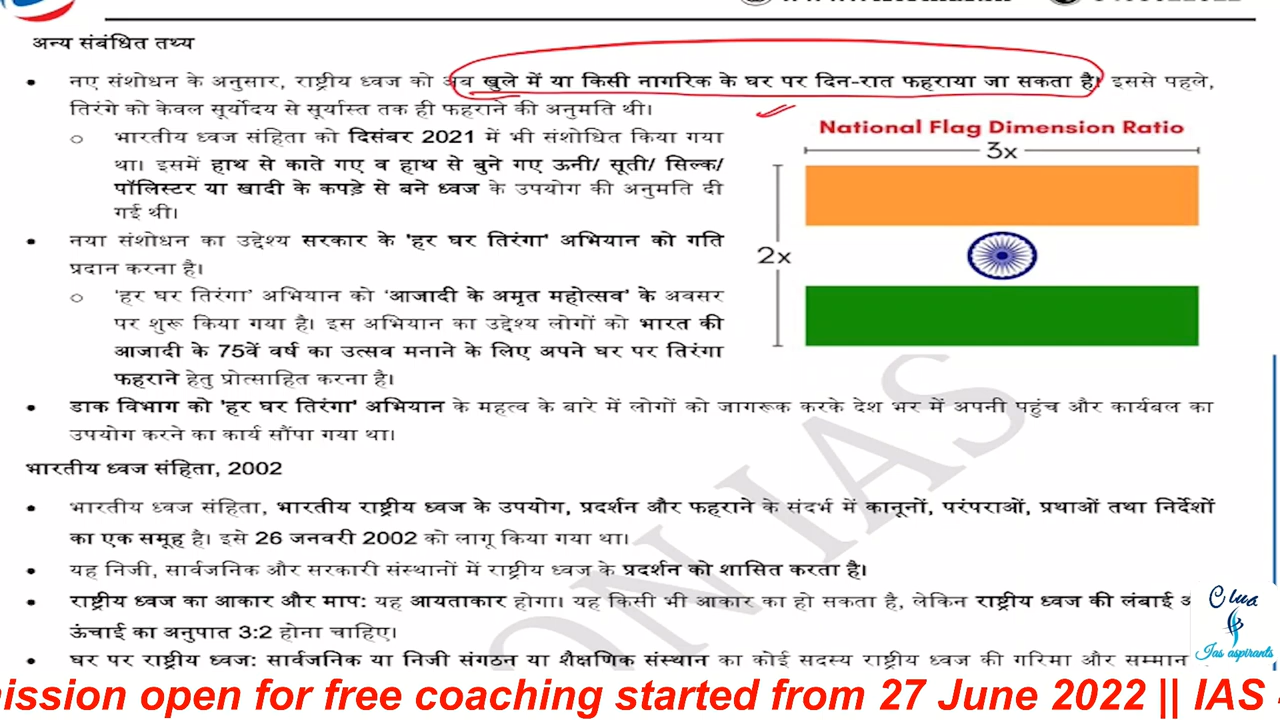 अन्य संबंधित तथ्य
• नए संशोधन के अनुसार, राष्ट्रीय ध्वज को अब खुले में या किसी नागरिक के घर पर दिन-रात फहराया जा सकता है। इससे पहले,
तिरंगे को केवल सूर्योदय से सूर्यास्त तक ही फहराने की अनुमति थी।
○ भारतीय ध्वज संहिता को दिसंबर 2021 में भी संशोधित किया गया
था। इसमें हाथ से काते गए व हाथ से बुने गए ऊनी/ सूती/ सिल्क/
पॉलिस्टर या खादी के कपड़े से बने ध्वज के उपयोग की अनुमति दी
गई थी।
National Flag Dimension Ratio
3x
2x
• नया संशोधन का उद्देश्य सरकार के 'हर घर तिरंगा' अभियान को गति
प्रदान करना है।
○ 'हर घर तिरंगा' अभियान को 'आजादी के अमृत महोत्सव' के अवसर
पर शुरू किया गया है। इस अभियान का उद्देश्य लोगों को भारत की
आजादी के 75वें वर्ष का उत्सव मनाने के लिए अपने घर पर तिरंगा
फहराने हेतु प्रोत्साहित करना है।
• डाक विभाग को 'हर घर तिरंगा' अभियान के महत्व के बारे में लोगों को जागरूक करके देश भर में अपनी पहुंच और कार्यबल का
उपयोग करने का कार्य सौंपा गया था।
भारतीय ध्वज संहिता, 2002
• भारतीय ध्वज संहिता, भारतीय राष्ट्रीय ध्वज के उपयोग, प्रदर्शन और फहराने के संदर्भ में कानूनों, परंपराओं, प्रथाओं तथा निर्देशों
का एक समूह है। इसे 26 जनवरी 2002 को लागू किया गया था।
• यह निजी, सार्वजनिक और सरकारी संस्थानों में राष्ट्रीय ध्वज के प्रदर्शन को शासित करता है।
• राष्ट्रीय ध्वज का आकार और माप: यह आयताकार होगा। यह किसी भी आकार का हो सकता है, लेकिन राष्ट्रीय ध्वज की लंबाई
ऊंचाई का अनुपात 3:2 होना चाहिए।
• घर पर राष्ट्रीय ध्वज: सार्वजनिक या निजी संगठन या शैक्षणिक संस्थान का कोई सदस्य राष्ट्रीय ध्वज की गरिमा और सम्मान
ON IAS
Ias aspirants
ission open for free coaching started from 27 June 2022 || IAS